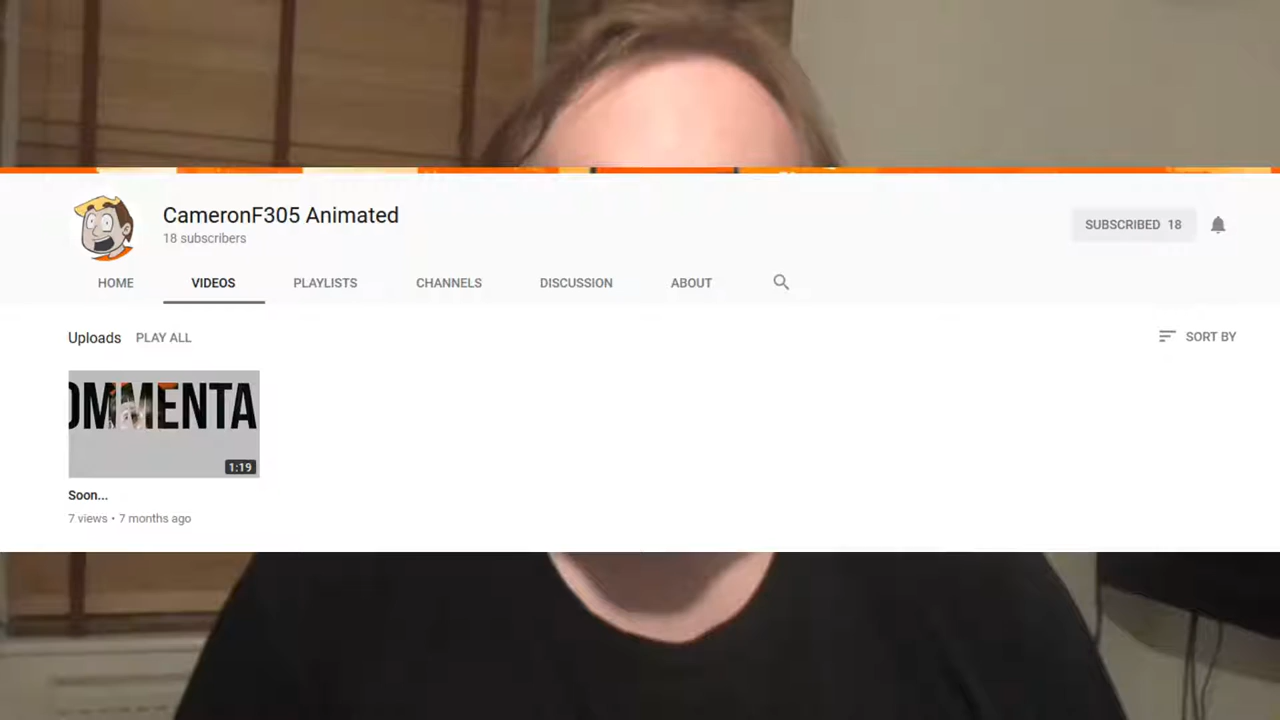 CameronF305 Animated
18 subscribers
SUBSCRIBED 18
HOME VIDEOS PLAYLISTS CHANNELS DISCUSSION ABOUT
Uploads PLAY ALL
SORT BY
OMMENTA
1:19
Soon...
7 views • 7 months ago